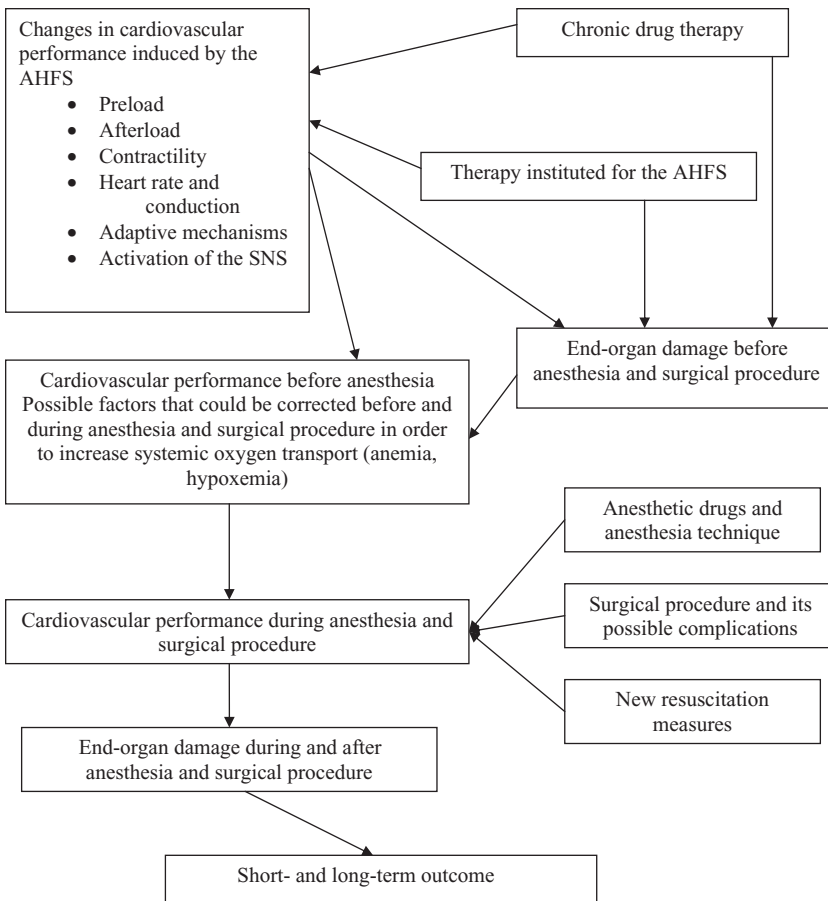 Changes in cardiovascular
performance induced by the
AHFS
• Preload
• Afterload
• Contractility
• Heart rate and
conduction
• Adaptive mechanisms
• Activation of the SNS
Chronic drug therapy
Therapy instituted for the AHFS
End-organ damage before
anesthesia and surgical procedure
Cardiovascular performance before anesthesia
Possible factors that could be corrected before and
during anesthesia and surgical procedure in order
to increase systemic oxygen transport (anemia,
hypoxemia)
Anesthetic drugs and
anesthesia technique
Surgical procedure and its
possible complications
New resuscitation
measures
Cardiovascular performance during anesthesia and
surgical procedure
End-organ damage during and after
anesthesia and surgical procedure
Short- and long-term outcome